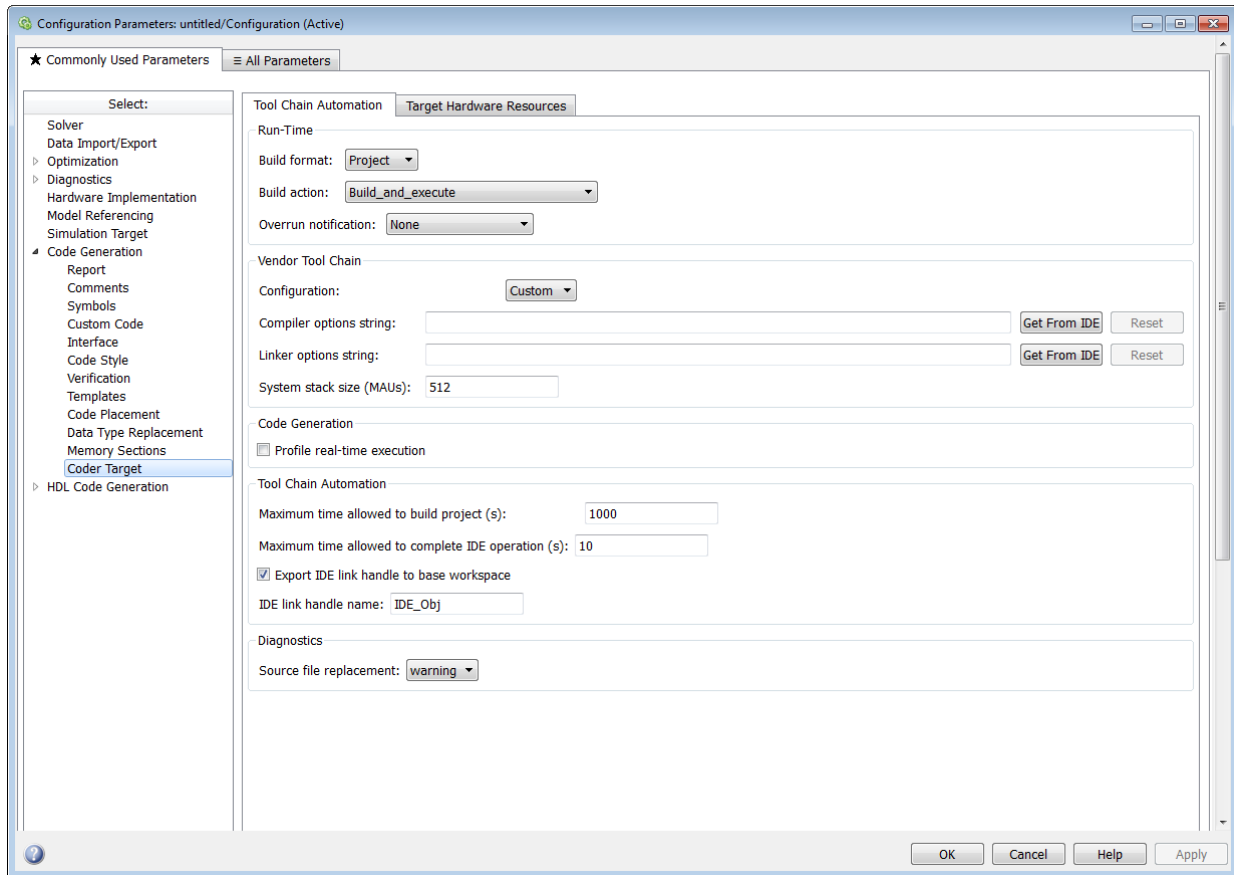 Configuration Parameters: untitled/Configuration (Active)
★ Commonly Used Parameters
≡ All Parameters
Select:
Solver
Data Import/Export
Optimization
Diagnostics
Hardware Implementation
Model Referencing
Simulation Target
Code Generation
Report
Comments
Symbols
Custom Code
Interface
Code Style
Verification
Templates
Code Placement
Data Type Replacement
Memory Sections
Coder Target
HDL Code Generation
Tool Chain Automation
Target Hardware Resources
Run-Time
Build format: Project
Build action: Build_and_execute
Overrun notification: None
Vendor Tool Chain
Configuration: Custom
Compiler options string: Get From IDE Reset
Linker options string: Get From IDE Reset
System stack size (MAUs): 512
Code Generation
Profile real-time execution
Tool Chain Automation
Maximum time allowed to build project (s): 1000
Maximum time allowed to complete IDE operation (s): 10
Export IDE link handle to base workspace
IDE link handle name: IDE_Obj
Diagnostics
Source file replacement: warning
OK Cancel Help Apply